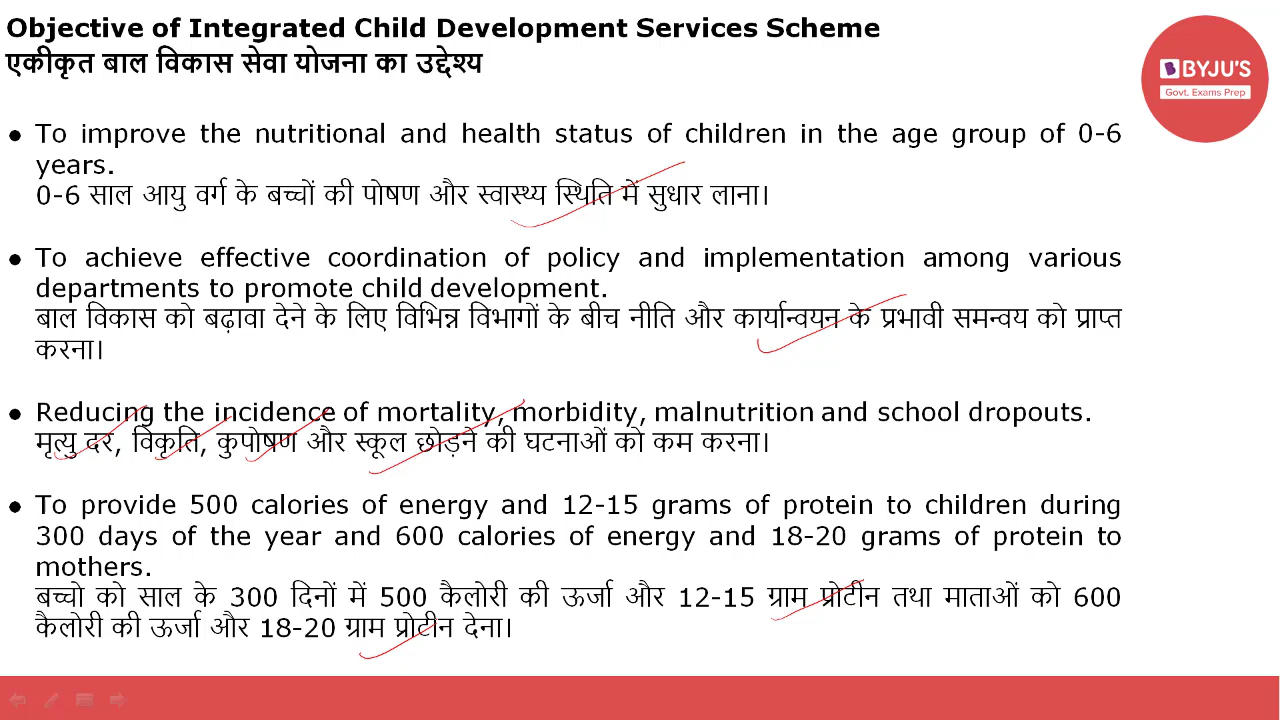 Objective of Integrated Child Development Services Scheme
एकीकृत बाल विकास सेवा योजना का उद्देश्य
BYJU'S
Govt. Exams Prep
● To improve the nutritional and health status of children in the age group of 0-6
years.
0-6 साल आयु वर्ग के बच्चों की पोषण और स्वास्थ्य स्थिति में सुधार लाना।
● To achieve effective coordination of policy and implementation among various
departments to promote child development.
बाल विकास को बढ़ावा देने के लिए विभिन्न विभागों के बीच नीति और कार्यान्वयन के प्रभावी समन्वय को प्राप्त
करना।
● Reducing the incidence of mortality, morbidity, malnutrition and school dropouts.
मृत्यु दर, विकृति, कुपोषण और स्कूल छोड़ने की घटनाओं को कम करना।
● To provide 500 calories of energy and 12-15 grams of protein to children during
300 days of the year and 600 calories of energy and 18-20 grams of protein to
mothers.
बच्चो को साल के 300 दिनों में 500 कैलोरी की ऊर्जा और 12-15 ग्राम प्रोटीन तथा माताओं को 600
कैलोरी की ऊर्जा और 18-20 ग्राम प्रोटीन देना।